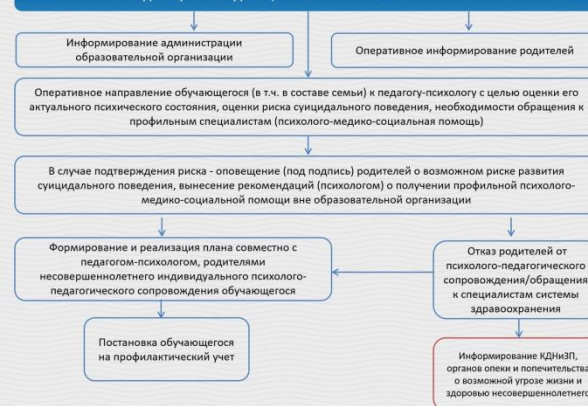 Информирование администрации
образовательной организации
Оперативное информирование родителей
Оперативное направление обучающегося (в т.ч. в составе семьи) к педагогу-психологу с целью оценки его
актуального психического состояния, оценки риска суицидального поведения, необходимости обращения к
профильным специалистам (психолого-медико-социальная помощь)
В случае подтверждения риска - оповещение (под подпись) родителей о возможном риске развития
суицидального поведения, вынесение рекомендаций (психологом) о получении профильной психолого-
медико-социальной помощи вне образовательной организации
Формирование и реализация плана совместно с
педагогом-психологом, родителями
несовершеннолетнего индивидуального психолого-
педагогического сопровождения обучающегося
Отказ родителей от
психолого-педагогического
сопровождения/обращения
к специалистам системы
здравоохранения
Постановка обучающегося
на профилактический учет
Информирование КДНиЗП,
органов опеки и попечительства
о возможной угрозе жизни и
здоровью несовершеннолетнего